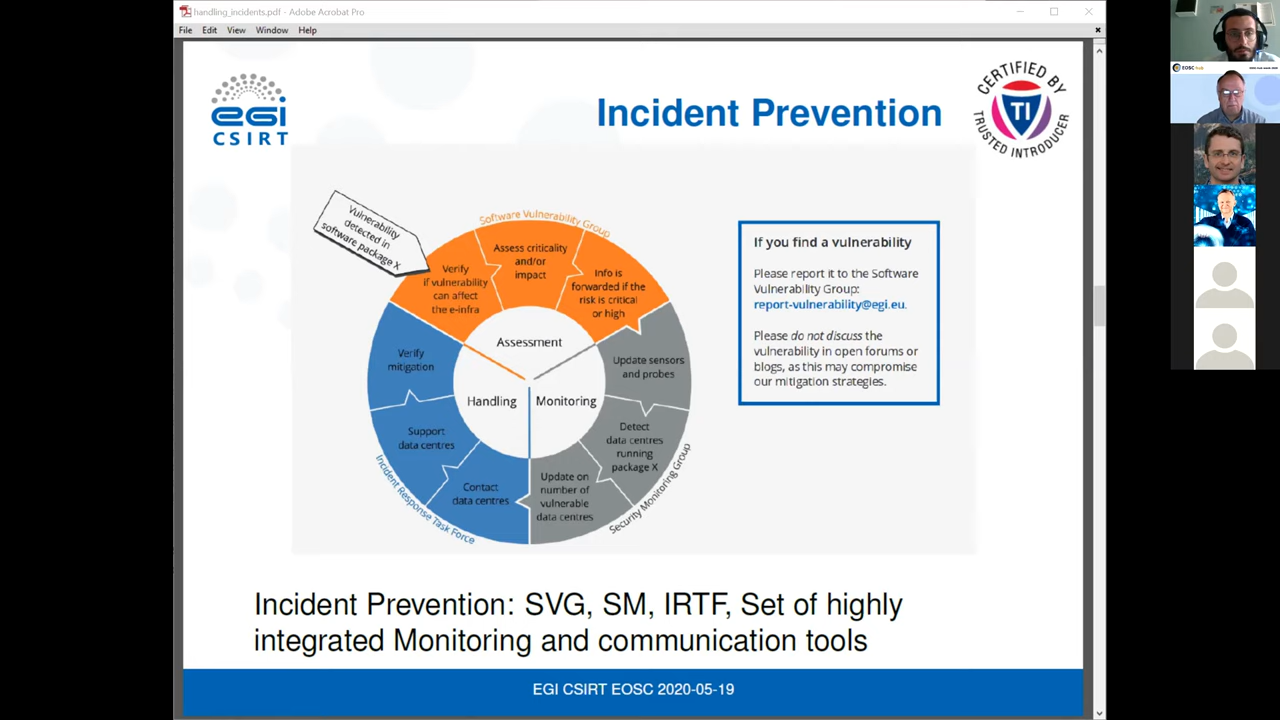 handling_incidents.pdf - Adobe Acrobat Pro
File Edit View Window Help
egi
CSIRT
Incident Prevention
CERTIFIED BY
TI
TRUSTED INTRODUCER
Vulnerability
detected in
software package X
Software Vulnerability Group
Verify
if vulnerability
can affect
the e-infra
Assess criticality
and/or
impact
Info is
forwarded if the
risk is critical
or high
Assessment
Update sensors
and probes
Detect
data centres
running
package X
Update on
number of
vulnerable
data centres
Monitoring
Security Monitoring Group
Contact
data centres
Support
data centres
Verify
mitigation
Handling
Incident Response Task Force
If you find a vulnerability
Please report it to the Software
Vulnerability Group:
report-vulnerability@egi.eu.
Please do not discuss the
vulnerability in open forums or
blogs, as this may compromise
our mitigation strategies.
Incident Prevention: SVG, SM, IRTF, Set of highly
integrated Monitoring and communication tools
EGI CSIRT EOSC 2020-05-19